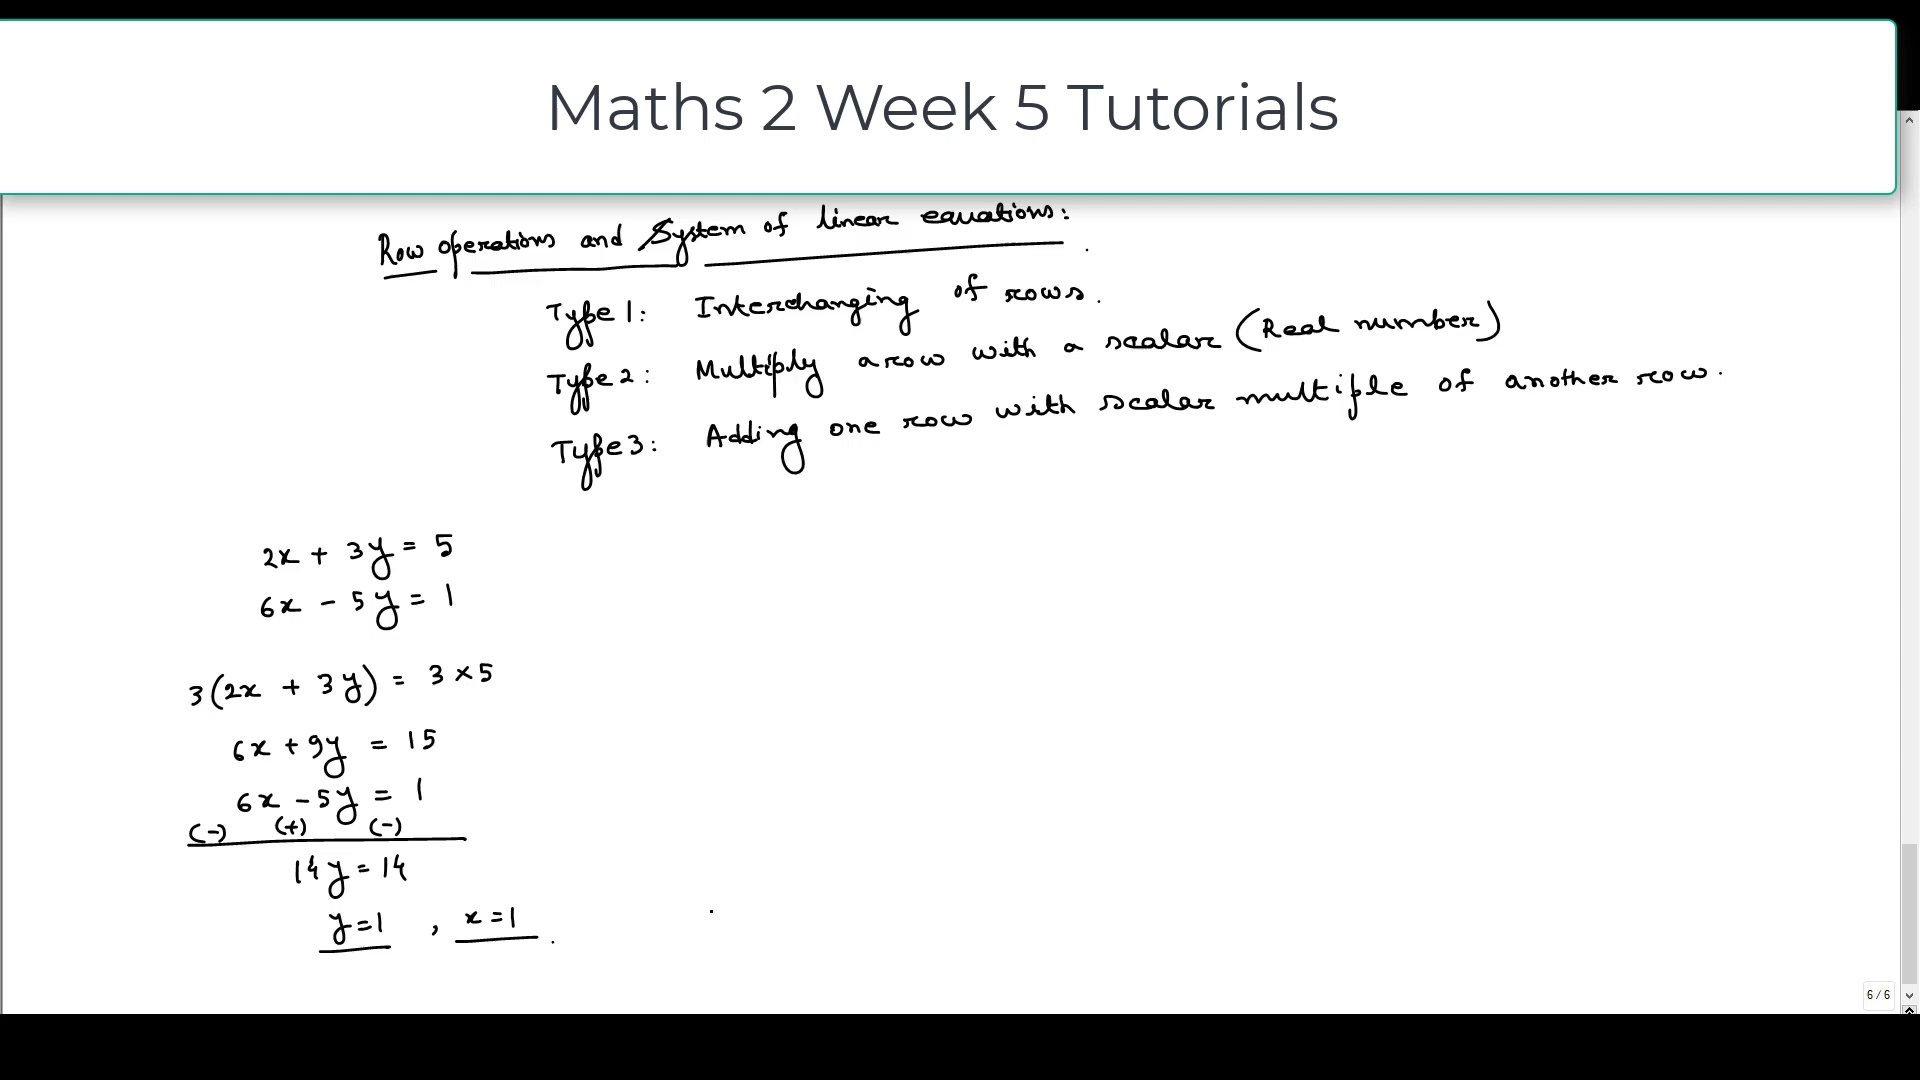 Maths 2 Week 5 Tutorials
Row operations and System of linear equations:
Type 1: Interchanging of rows.
Type 2: Multiply a row with a scalar (Real number)
Type 3: Adding one row with scalar multiple of another row.
2x + 3y = 5
6x - 5y = 1
3(2x + 3y) = 3 × 5
6x + 9y = 15
6x - 5y = 1
(-) (+) (-)
14y = 14
y = 1 , x = 1 .
6 / 6